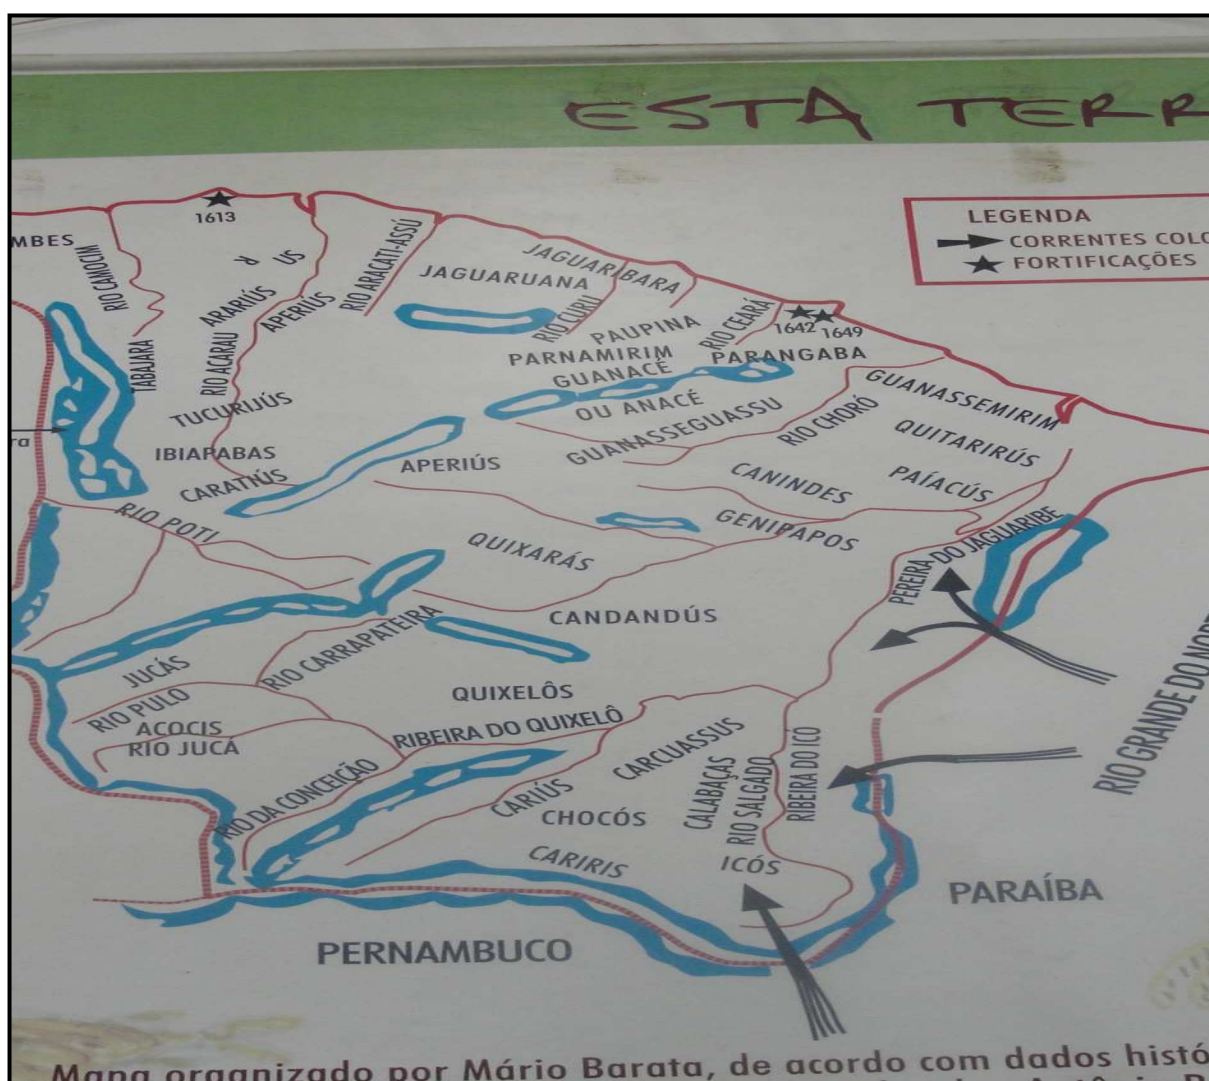 ESTA TERR
LEGENDA
CORRENTES COLO
FORTIFICAÇÕES
1613
MBES
RIO CAMOCIM
TABAJARA
R
US
ARARIÚS
RIO ACARAU
APERIÚS
RIO ARACATI-ASSÚ
JAGUARIBARA
JAGUARUANA
RIO CURU
PAUPINA
RIO CEARÁ
1642
1649
PARNAMIRIM
PARANGABA
GUANACÉ
OU ANACÉ
GUANASSEMIRIM
GUANASSEGUASSU
RIO CHORÓ
QUITARIRÚS
TUCURIJÚS
IBIAPABAS
CARATIÚS
APERIÚS
CANINDES
PAÍACÚS
ra
RIO POTI
QUIXARÁS
GENIPAPOS
PEREIRA
DO JAGUARIBE
CANDANDÚS
JUCÁS
RIO CARRAPATEIRA
RIO PULO
QUIXELÔS
ACOCIS
RIO JUCÁ
RIBEIRA DO QUIXELÔ
CARCUASSUS
RIO DA CONCEIÇÃO
CARIÚS
CALABAÇAS
RIO SALGADO
RIBEIRA DO ICÓ
RIO GRANDE DO NORT
CHOCÓS
CARIRIS
ICÓS
PARAÍBA
PERNAMBUCO
Mapa organizado por Mário Barata, de acordo com dados histó